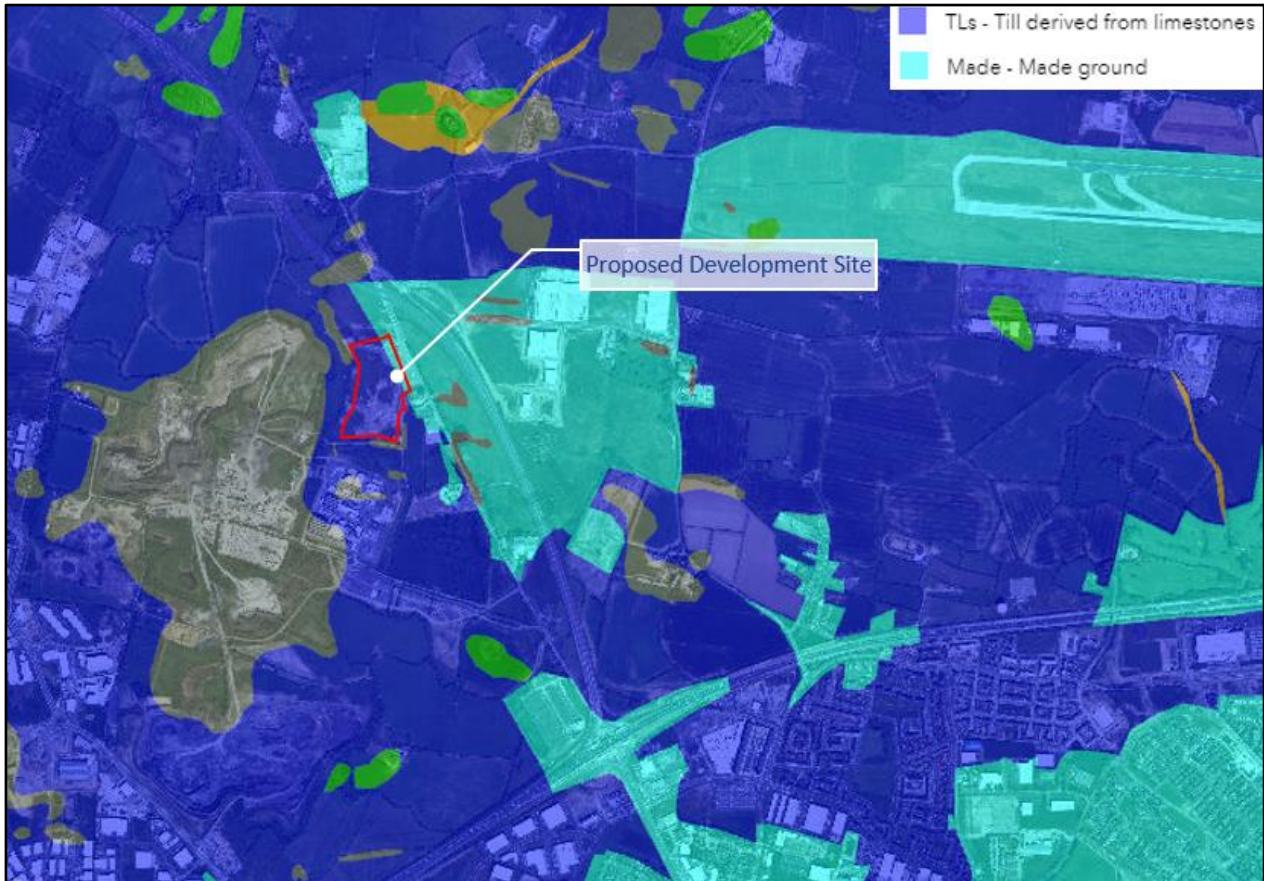 TLs - Till derived from limestones
Made - Made ground
Proposed Development Site